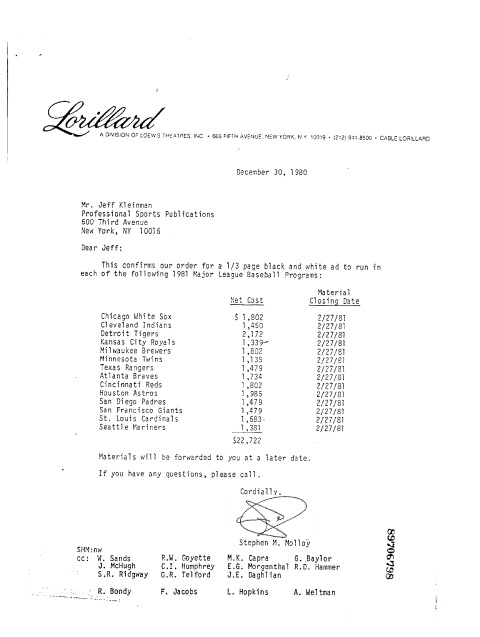 Lorillard
A DIVISION OF LOEW'S THEATRES, INC. • 666 FIFTH AVENUE, NEW YORK, N.Y. 10019 • (212) 841-8500 • CABLE LORILLARD
December 30, 1980
Mr. Jeff Kleinman
Professional Sports Publications
600 Third Avenue
New York, NY 10016
Dear Jeff:
This confirms our order for a 1/3 page black and white ad to run in
each of the following 1981 Major League Baseball Programs:
Material
Net Cost Closing Date
Chicago White Sox $ 1,802 2/27/81
Cleveland Indians 1,450 2/27/81
Detroit Tigers 2,172 2/27/81
Kansas City Royals 1,339 2/27/81
Milwaukee Brewers 1,802 2/27/81
Minnesota Twins 1,135 2/27/81
Texas Rangers 1,479 2/27/81
Atlanta Braves 1,734 2/27/81
Cincinnati Reds 1,802 2/27/81
Houston Astros 1,985 2/27/81
San Diego Padres 1,479 2/27/81
San Francisco Giants 1,479 2/27/81
St. Louis Cardinals 1,683 2/27/81
Seattle Mariners 1,381 2/27/81
$22,722
Materials will be forwarded to you at a later date.
If you have any questions, please call.
Cordially,
Stephen M. Molloy
SMM:nw
cc: W. Sands R.W. Goyette M.K. Capra G. Baylor
J. McHugh C.I. Humphrey E.G. Morgenthal R.D. Hammer
S.R. Ridgway G.R. Telford J.E. Daghlian
R. Bondy F. Jacobs L. Hopkins A. Weltman
89706798